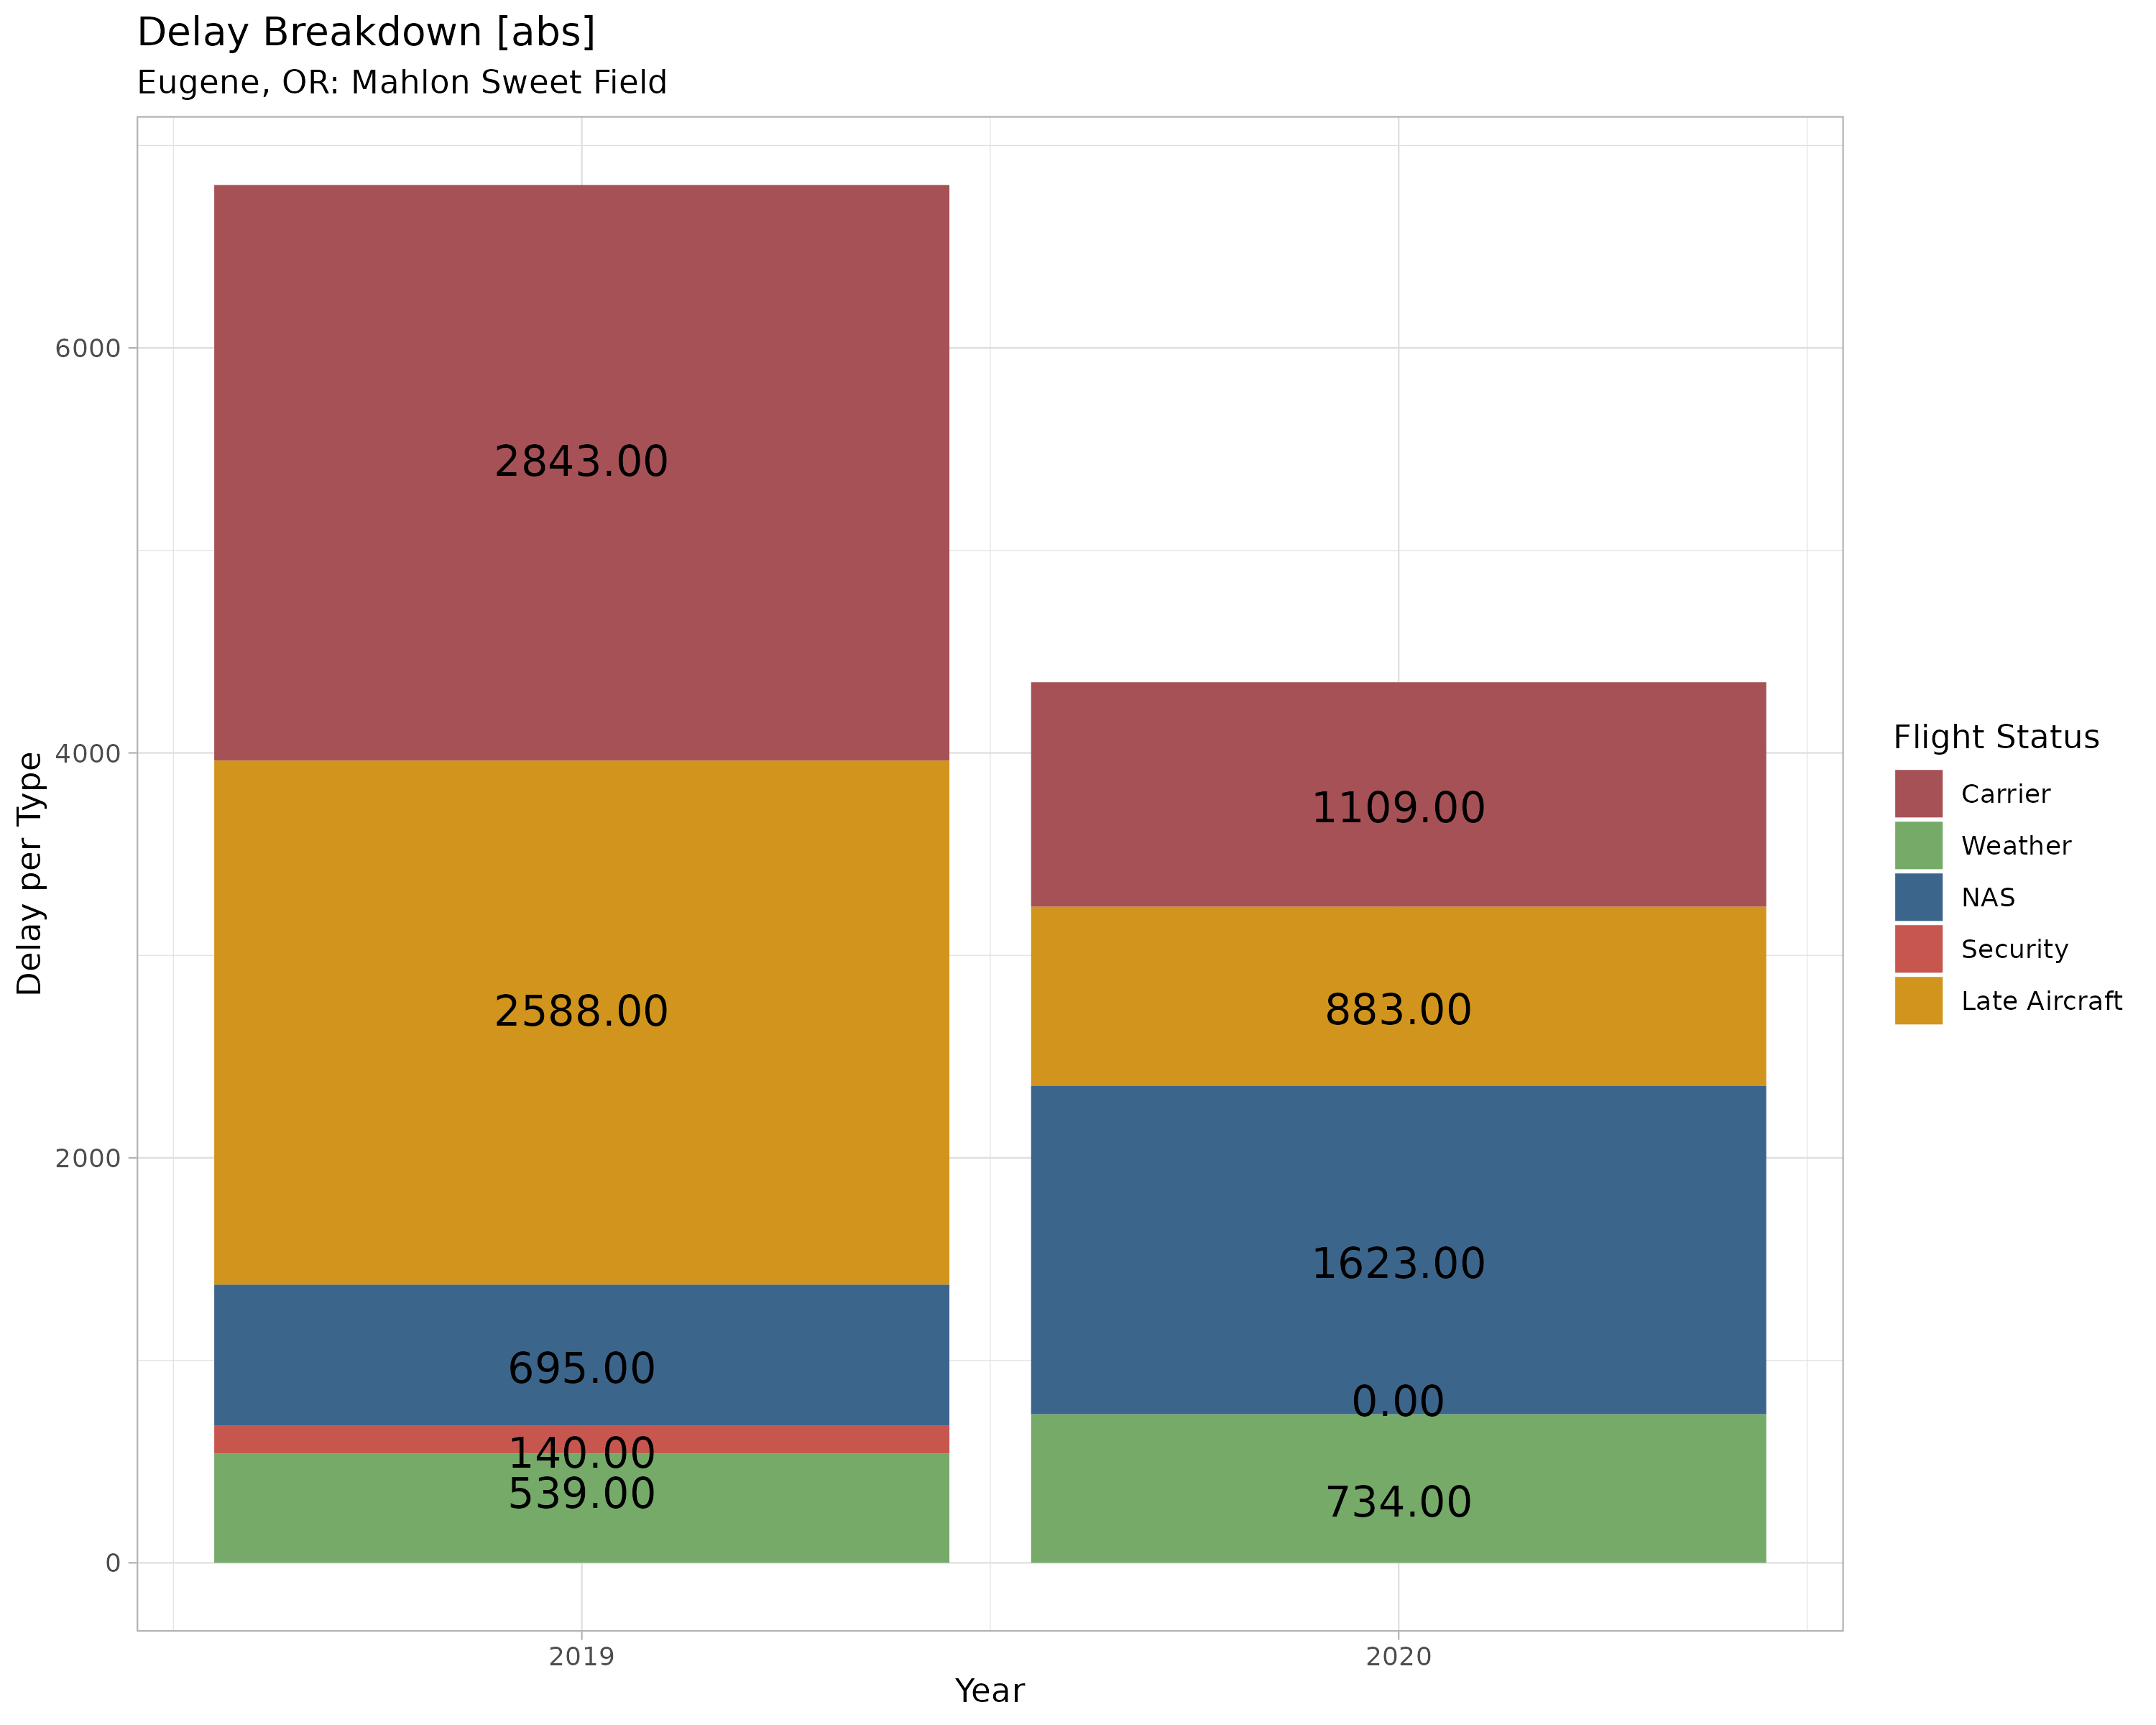 Delay Breakdown [abs]
Eugene, OR: Mahlon Sweet Field
Delay per Type
6000
4000
2000
0
2843.00
2588.00
695.00
140.00
539.00
1109.00
883.00
1623.00
0.00
734.00
2019
2020
Year
Flight Status
Carrier
Weather
NAS
Security
Late Aircraft